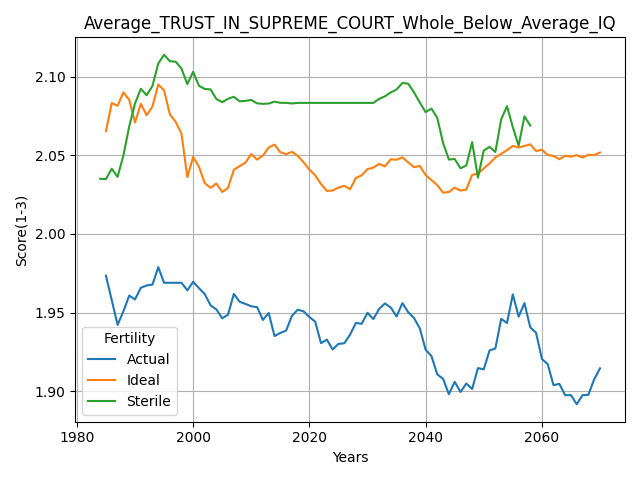 Average_TRUST_IN_SUPREME_COURT_Whole_Below_Average_IQ
2.10
2.05
2.00
1.95
1.90
Score(1-3)
Fertility
Actual
Ideal
Sterile
1980
2000
2020
2040
2060
Years